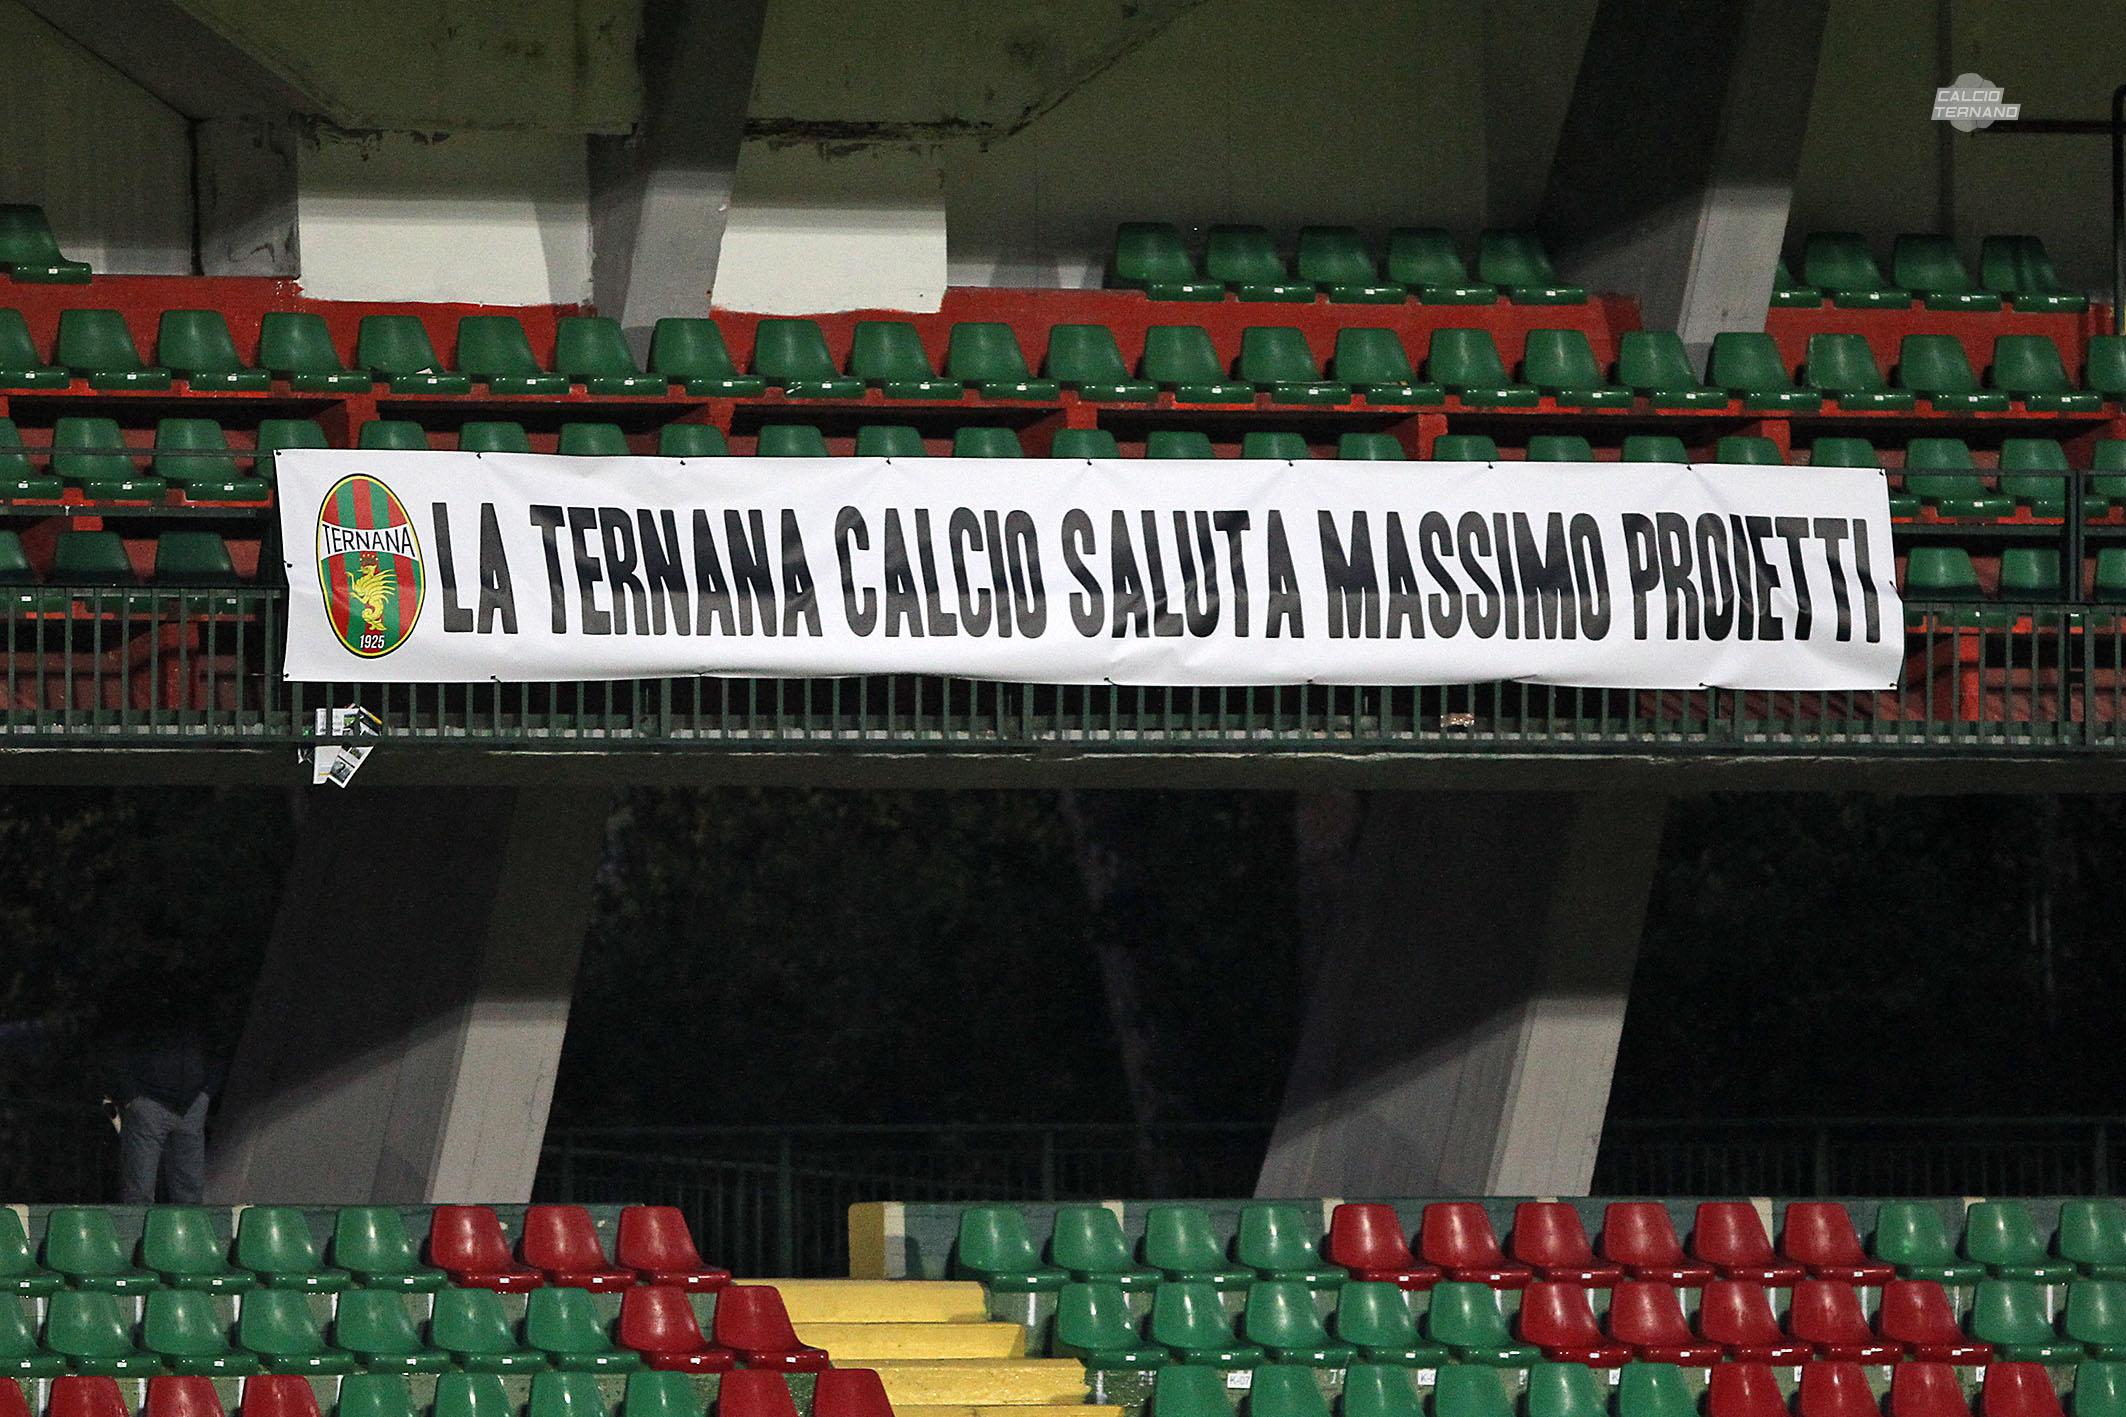 CALCIO
TERNANO
TERNANA
1925
LA TERNANA CALCIO SALUTA MASSIMO PROIETTI